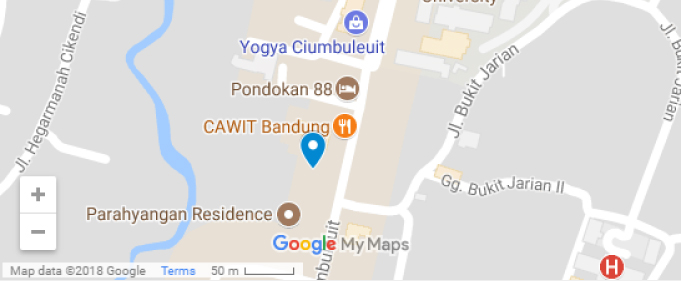 University
Yogya Ciumbuleuit
Jl. Hegarmanah Cikendi
Jl. Bukit Jarian
Jl. Bukit Jarian
Pondokan 88
CAWIT Bandung
Gg. Bukit Jarian II
+
Parahyangan Residence
−
Google My Maps
mbuleuit
H
Map data ©2018 Google Terms 50 m